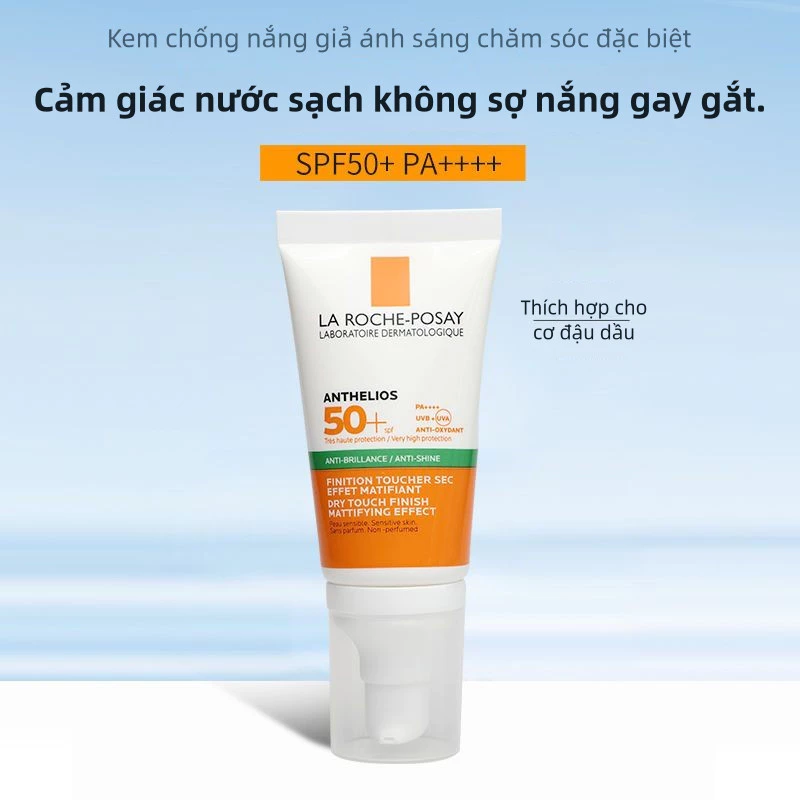 Kem chống nắng giả ánh sáng chăm sóc đặc biệt
Cảm giác nước sạch không sợ nắng gay gắt.
SPF50+ PA++++
LA ROCHE-POSAY
LABORATOIRE DERMATOLOGIQUE
Thích hợp cho
cơ đậu dầu
ANTHELIOS
50+ spf
PA++++
UVB + UVA
ANTI-OXYDANT
Très haute protection / Very high protection
ANTI-BRILLANCE / ANTI-SHINE
FINITION TOUCHER SEC
EFFET MATIFIANT
DRY TOUCH FINISH
MATTIFYING EFFECT
Peau sensible. Sensitive skin.
Sans parfum. Non-perfumed